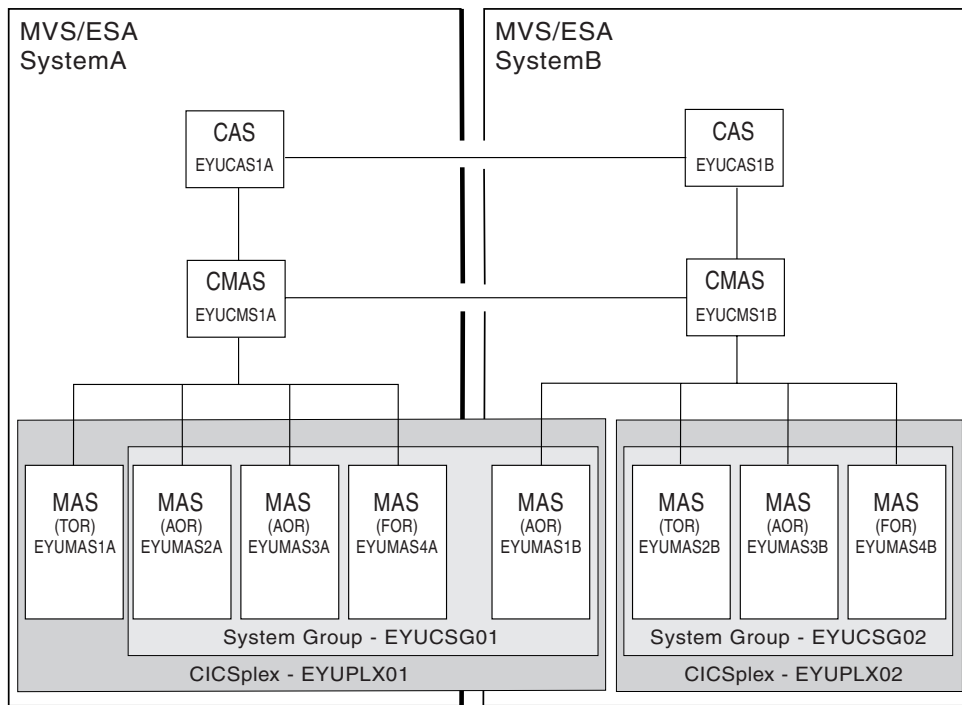 MVS/ESA
SystemA
MVS/ESA
SystemB
CAS
EYUCAS1A
CAS
EYUCAS1B
CMAS
EYUCMS1A
CMAS
EYUCMS1B
MAS
(TOR)
EYUMAS1A
MAS
(AOR)
EYUMAS2A
MAS
(AOR)
EYUMAS3A
MAS
(FOR)
EYUMAS4A
MAS
(AOR)
EYUMAS1B
MAS
(TOR)
EYUMAS2B
MAS
(AOR)
EYUMAS3B
MAS
(FOR)
EYUMAS4B
System Group - EYUCSG01
System Group - EYUCSG02
CICSplex - EYUPLX01
CICSplex - EYUPLX02